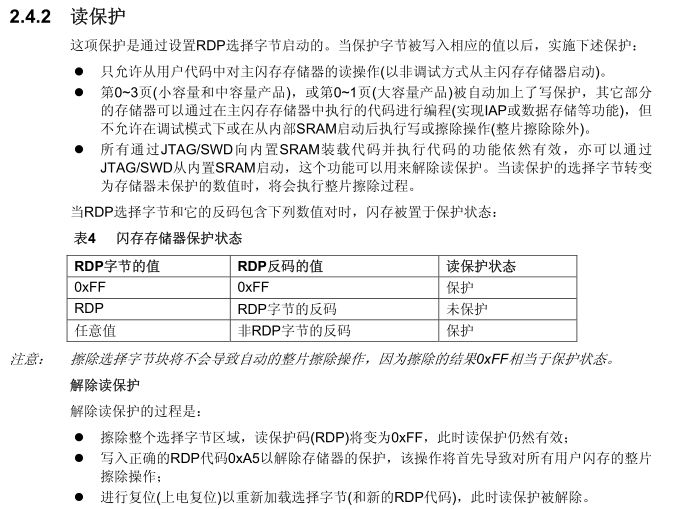 2.4.2 读保护
这项保护是通过设置RDP选择字节启动的。当保护字节被写入相应的值以后，实施下述保护：
● 只允许从用户代码中对主闪存存储器的读操作(以非调试方式从主闪存存储器启动)。
● 第0~3页(小容量和中容量产品)，或第0~1页(大容量产品)被自动加上了写保护，其它部分
的存储器可以通过在主闪存存储器中执行的代码进行编程(实现IAP或数据存储等功能)，但
不允许在调试模式下或在从内部SRAM启动后执行写或擦除操作(整片擦除除外)。
● 所有通过JTAG/SWD向内置SRAM装载代码并执行代码的功能依然有效，亦可以通过
JTAG/SWD从内置SRAM启动，这个功能可以用来解除读保护。当读保护的选择字节转变
为存储器未保护的数值时，将会执行整片擦除过程。
当RDP选择字节和它的反码包含下列数值对时，闪存被置于保护状态：
表4 闪存存储器保护状态
RDP字节的值 RDP反码的值 读保护状态
0xFF 0xFF 保护
RDP RDP字节的反码 未保护
任意值 非RDP字节的反码 保护
注意： 擦除选择字节块将不会导致自动的整片擦除操作，因为擦除的结果0xFF相当于保护状态。
解除读保护
解除读保护的过程是：
● 擦除整个选择字节区域，读保护码(RDP)将变为0xFF，此时读保护仍然有效；
● 写入正确的RDP代码0xA5以解除存储器的保护，该操作将首先导致对所有用户闪存的整片
擦除操作；
● 进行复位(上电复位)以重新加载选择字节(和新的RDP代码)，此时读保护被解除。